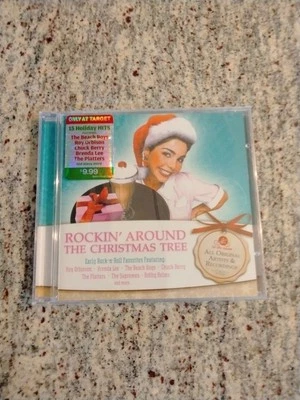 ONLY AT TARGET
15 Holiday HITS
The Beach Boys
Roy Orbison
Chuck Berry
Brenda Lee
The Platters
$9.99
ROCKIN' AROUND
THE CHRISTMAS TREE
Early Rock n Roll Favorites Featuring:
Roy Orbison Brenda Lee The Beach Boys Chuck Berry
The Platters The Supremes Bobby Helms
and more
ALL ORIGINAL
ARTISTS &
RECORDINGS